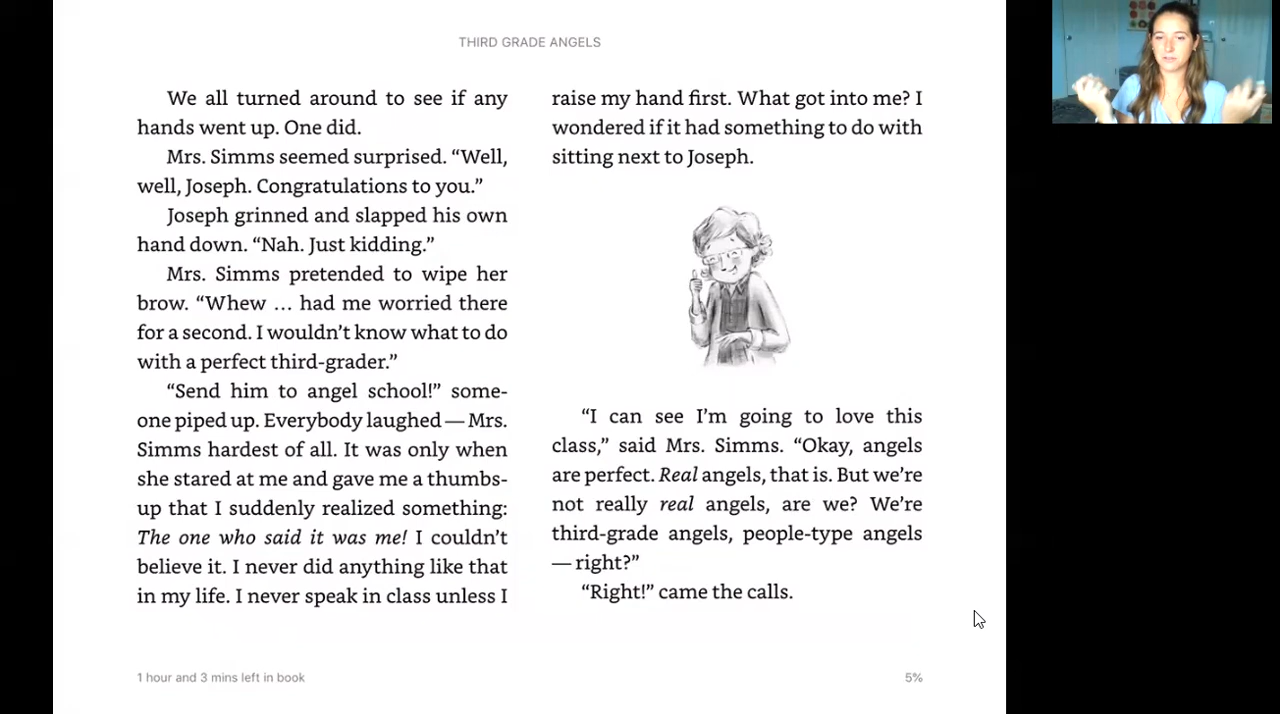 THIRD GRADE ANGELS
We all turned around to see if any
hands went up. One did.
Mrs. Simms seemed surprised. “Well,
well, Joseph. Congratulations to you.”
Joseph grinned and slapped his own
hand down. “Nah. Just kidding.”
Mrs. Simms pretended to wipe her
brow. “Whew … had me worried there
for a second. I wouldn’t know what to do
with a perfect third-grader.”
“Send him to angel school!” some-
one piped up. Everybody laughed — Mrs.
Simms hardest of all. It was only when
she stared at me and gave me a thumbs-
up that I suddenly realized something:
The one who said it was me! I couldn’t
believe it. I never did anything like that
in my life. I never speak in class unless I
raise my hand first. What got into me? I
wondered if it had something to do with
sitting next to Joseph.
“I can see I’m going to love this
class,” said Mrs. Simms. “Okay, angels
are perfect. Real angels, that is. But we’re
not really real angels, are we? We’re
third-grade angels, people-type angels
— right?”
“Right!” came the calls.
1 hour and 3 mins left in book
5%